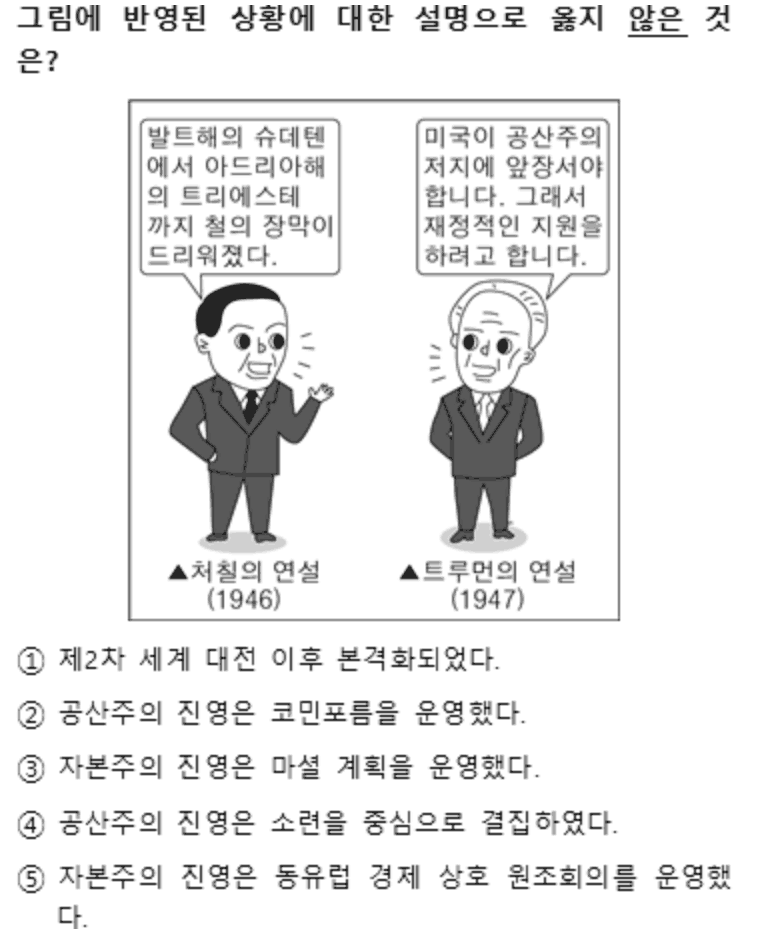 그림에 반영된 상황에 대한 설명으로 옳지 않은 것
은?
발트해의 슈데텐
에서 아드리아해
의 트리에스테
까지 철의 장막이
드리워졌다.
미국이 공산주의
저지에 앞장서야
합니다. 그래서
재정적인 지원을
하려고 합니다.
▲처칠의 연설
(1946)
▲트루먼의 연설
(1947)
① 제2차 세계 대전 이후 본격화되었다.
② 공산주의 진영은 코민포름을 운영했다.
③ 자본주의 진영은 마셜 계획을 운영했다.
④ 공산주의 진영은 소련을 중심으로 결집하였다.
⑤ 자본주의 진영은 동유럽 경제 상호 원조회의를 운영했
다.